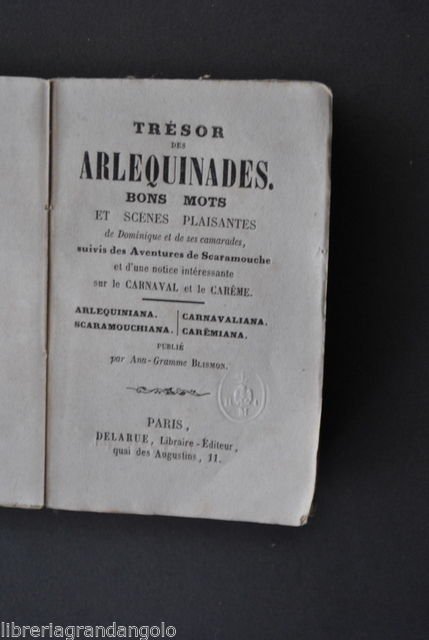 TRÉSOR
DES
ARLEQUINADES.
BONS MOTS
ET SCÈNES PLAISANTES
de Dominique et de ses camarades,
suivis des Aventures de Scaramouche
et d'une notice intéressante
sur le CARNAVAL et le CARÊME.
ARLEQUINIANA. CARNAVALIANA.
SCARAMOUCHIANA. CARÊMIANA.
PUBLIÉ
par Ana-Gramme BLISMON.
PARIS,
DELARUE, Libraire-Éditeur,
quai des Augustins, 11.
libreriagrandangolo